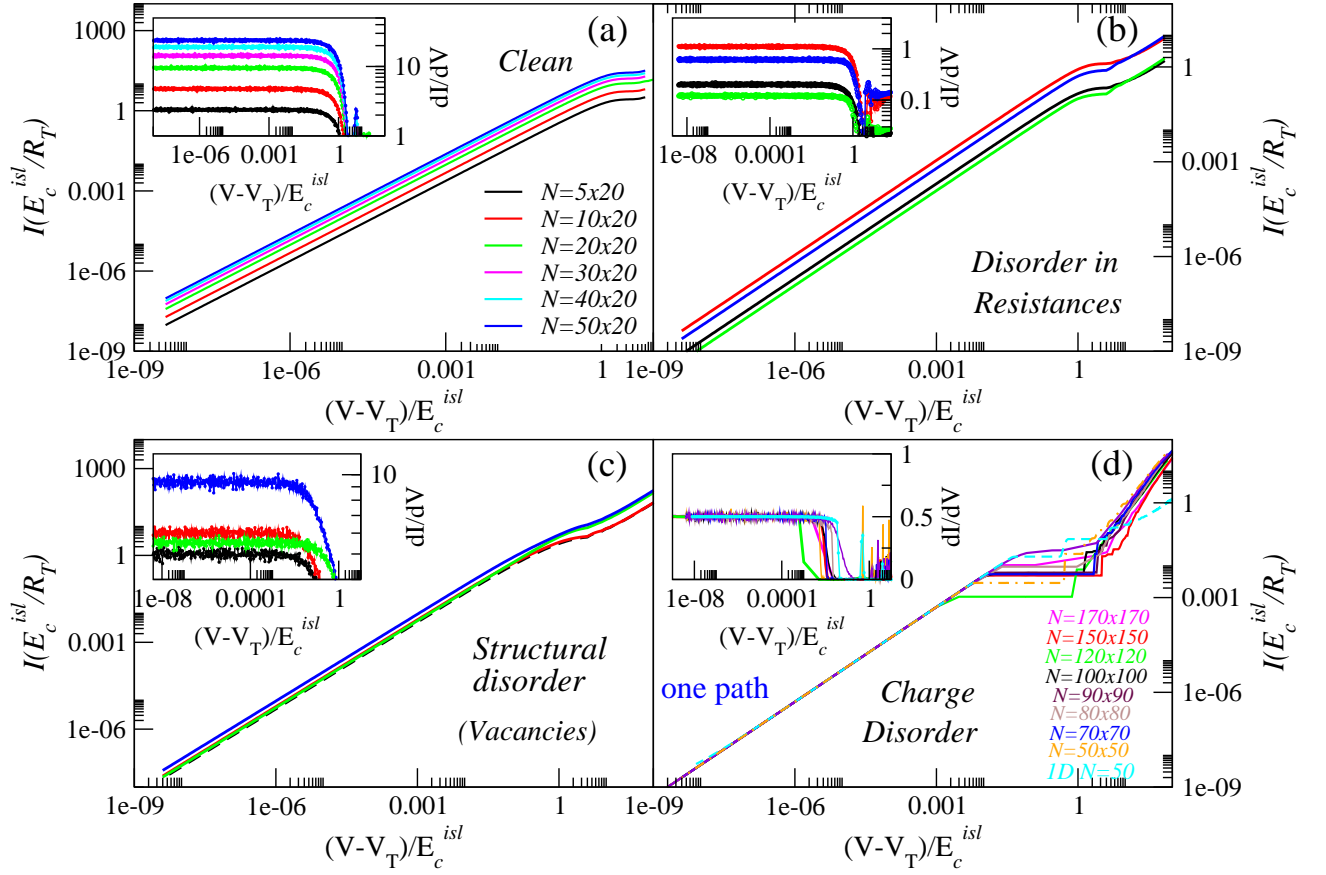 (a)
Clean
1000
1
0.001
1e-06
1e-09
I(E_c^isl/R_T)
10
1
dI/dV
1e-06
0.001
1
(V-V_T)/E_c^isl
N=5x20
N=10x20
N=20x20
N=30x20
N=40x20
N=50x20
1e-09
1e-06
0.001
1
(V-V_T)/E_c^isl
(b)
1
0.1
dI/dV
1e-08
0.0001
1
(V-V_T)/E_c^isl
Disorder in
Resistances
1
0.001
1e-06
1e-09
I(E_c^isl/R_T)
1e-09
1e-06
0.001
1
(V-V_T)/E_c^isl
(c)
1000
1
0.001
1e-06
I(E_c^isl/R_T)
10
dI/dV
1e-08
0.0001
1
(V-V_T)/E_c^isl
Structural
disorder
(Vacancies)
1e-09
1e-06
0.001
1
(V-V_T)/E_c^isl
(d)
1
0.5
0
dI/dV
1e-08
0.0001
1
(V-V_T)/E_c^isl
one path
Charge
Disorder
N=170x170
N=150x150
N=120x120
N=100x100
N=90x90
N=80x80
N=70x70
N=50x50
1D N=50
1
0.001
1e-06
1e-09
I(E_c^isl/R_T)
1e-09
1e-06
0.001
1
(V-V_T)/E_c^isl